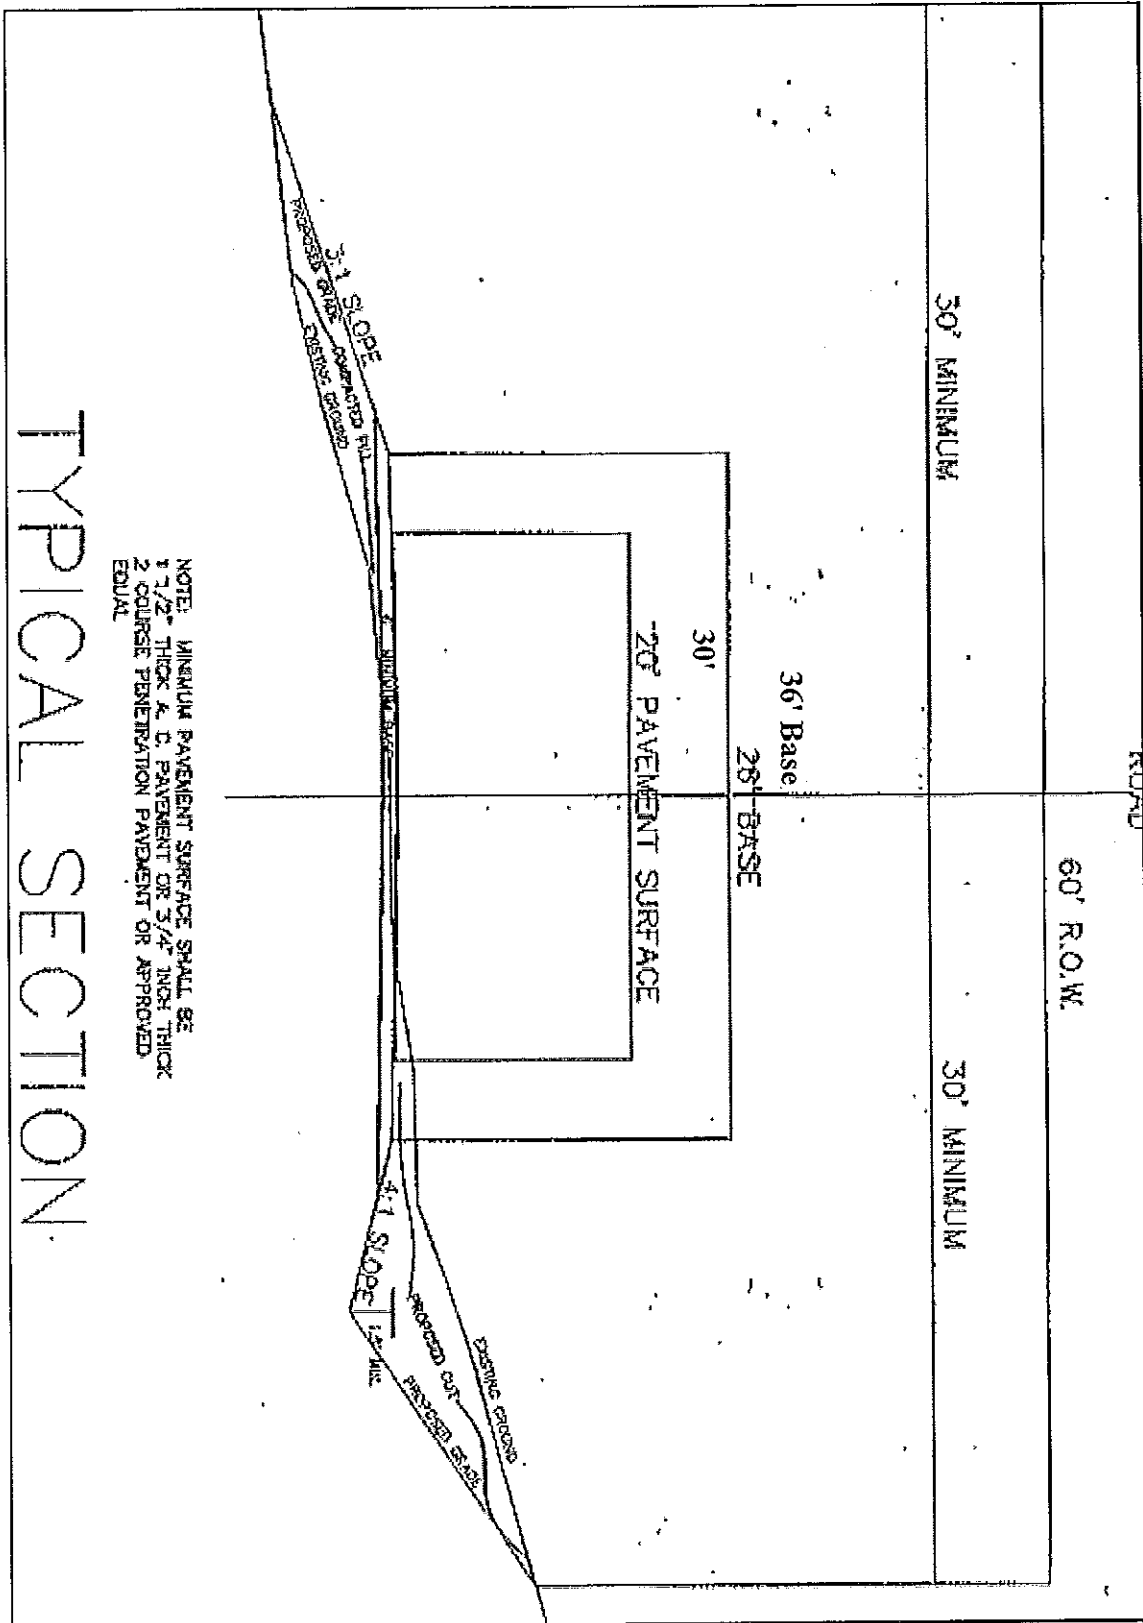 ROAD
60' R.O.W.
30' MINIMUM
30' MINIMUM
36' Base
28' BASE
30'
20' PAVEMENT SURFACE
3:1 SLOPE
PROPOSED GRADE
COMPACTED FILL
EXISTING GROUND
MINIMUM BASE
4:1 SLOPE
MIN.
PROPOSED CUT
EXISTING GROUND
PROPOSED GRADE
NOTE: MINIMUM PAVEMENT SURFACE SHALL BE
1 1/2" THICK A. C. PAVEMENT OR 3/4" INCH THICK
2 COURSE PENETRATION PAVEMENT OR APPROVED
EQUAL
TYPICAL SECTION